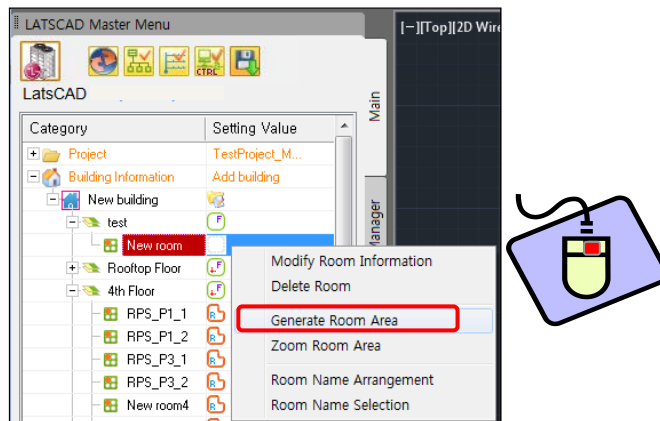 LATSCAD Master Menu
[−][Top][2D Wire
CTRL
LatsCAD
Main
Category Setting Value
Project TestProject_M...
Building Information Add building
New building
Manager
test F
New room
Modify Room Information
Rooftop Floor F
Delete Room
4th Floor F
RPS_P1_1 R
Generate Room Area
RPS_P1_2 R
Zoom Room Area
RPS_P3_1 R
RPS_P3_2 R
Room Name Arrangement
New room4 R
Room Name Selection